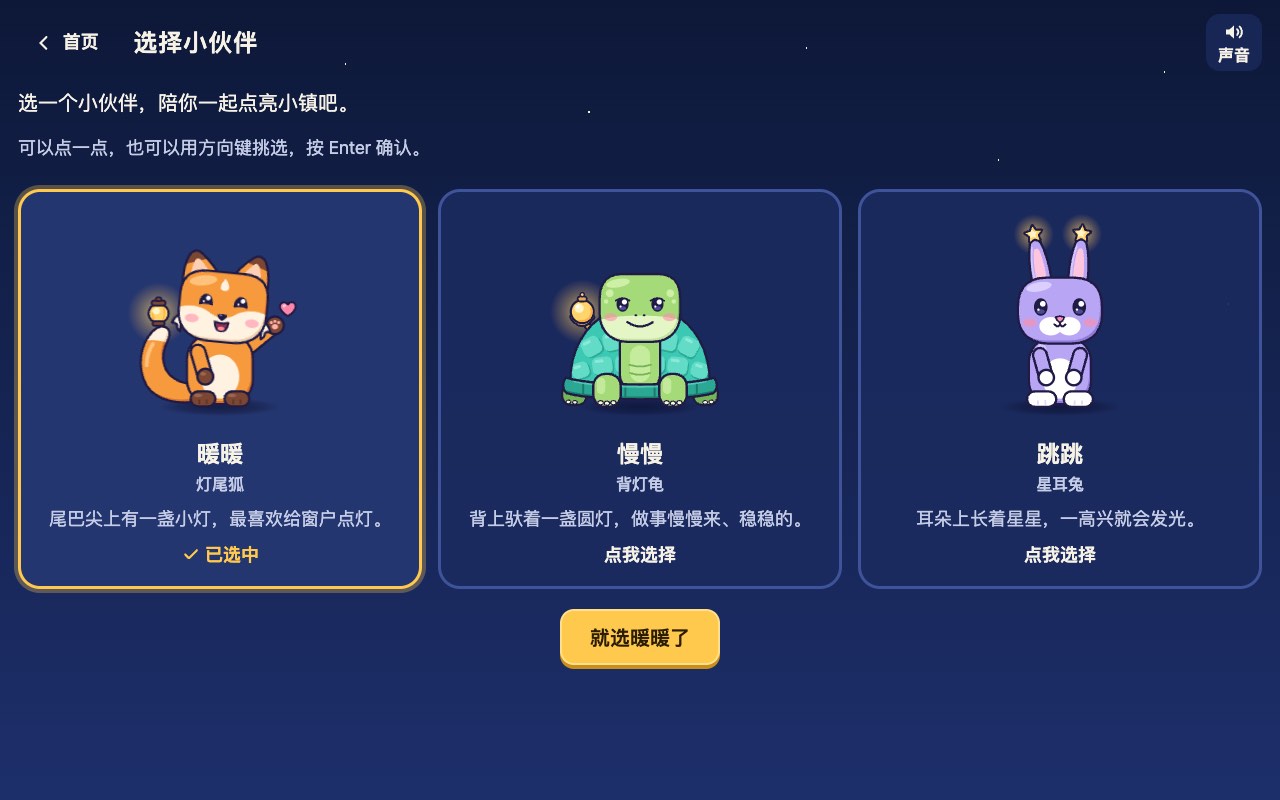 首页
选择小伙伴
声音
选一个小伙伴，陪你一起点亮小镇吧。
可以点一点，也可以用方向键挑选，按 Enter 确认。
暖暖
灯尾狐
尾巴尖上有一盏小灯，最喜欢给窗户点灯。
已选中
慢慢
背灯龟
背上驮着一盏圆灯，做事慢慢来、稳稳的。
点我选择
跳跳
星耳兔
耳朵上长着星星，一高兴就会发光。
点我选择
就选暖暖了